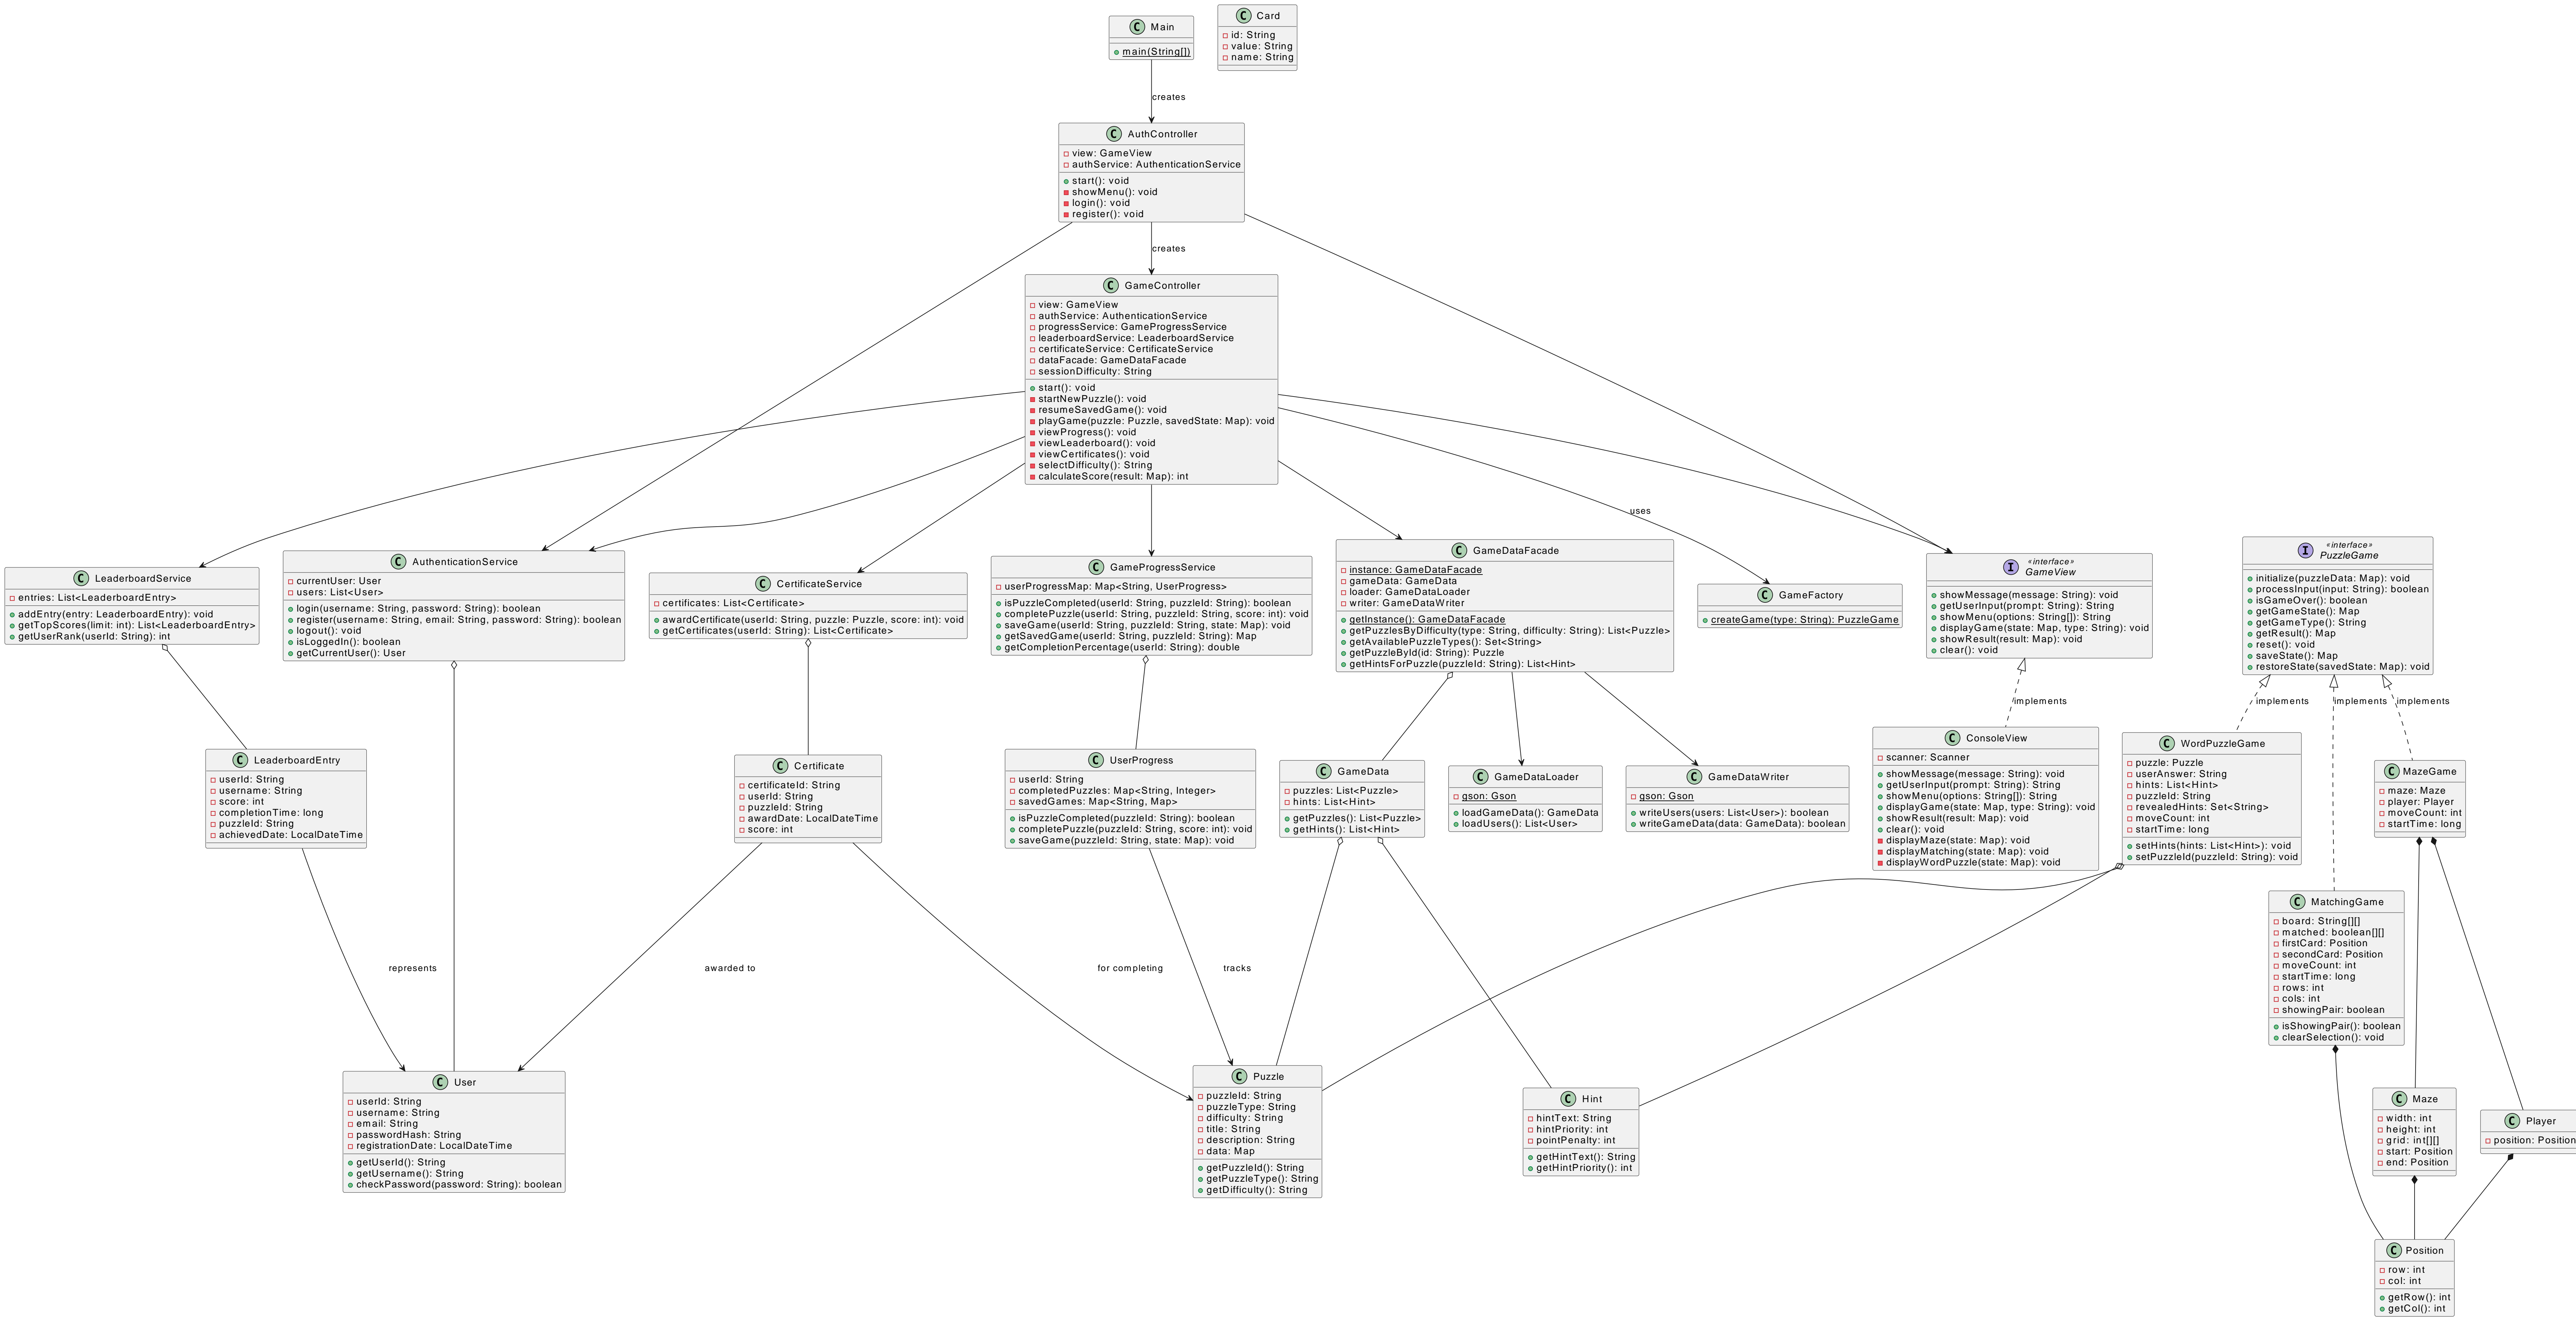 Main
main(String[])
Card
id: String
value: String
name: String
creates
AuthController
view: GameView
authService: AuthenticationService
start(): void
showMenu(): void
login(): void
register(): void
creates
GameController
view: GameView
authService: AuthenticationService
progressService: GameProgressService
leaderboardService: LeaderboardService
certificateService: CertificateService
dataFacade: GameDataFacade
sessionDifficulty: String
start(): void
startNewPuzzle(): void
resumeSavedGame(): void
playGame(puzzle: Puzzle, savedState: Map): void
viewProgress(): void
viewLeaderboard(): void
viewCertificates(): void
selectDifficulty(): String
calculateScore(result: Map): int
uses
LeaderboardService
entries: List<LeaderboardEntry>
addEntry(entry: LeaderboardEntry): void
getTopScores(limit: int): List<LeaderboardEntry>
getUserRank(userId: String): int
AuthenticationService
currentUser: User
users: List<User>
login(username: String, password: String): boolean
register(username: String, email: String, password: String): boolean
logout(): void
isLoggedIn(): boolean
getCurrentUser(): User
CertificateService
certificates: List<Certificate>
awardCertificate(userId: String, puzzle: Puzzle, score: int): void
getCertificates(userId: String): List<Certificate>
GameProgressService
userProgressMap: Map<String, UserProgress>
isPuzzleCompleted(userId: String, puzzleId: String): boolean
completePuzzle(userId: String, puzzleId: String, score: int): void
saveGame(userId: String, puzzleId: String, state: Map): void
getSavedGame(userId: String, puzzleId: String): Map
getCompletionPercentage(userId: String): double
GameDataFacade
instance: GameDataFacade
gameData: GameData
loader: GameDataLoader
writer: GameDataWriter
getInstance(): GameDataFacade
getPuzzlesByDifficulty(type: String, difficulty: String): List<Puzzle>
getAvailablePuzzleTypes(): Set<String>
getPuzzleById(id: String): Puzzle
getHintsForPuzzle(puzzleId: String): List<Hint>
GameFactory
createGame(type: String): PuzzleGame
«interface»
GameView
showMessage(message: String): void
getUserInput(prompt: String): String
showMenu(options: String[]): String
displayGame(state: Map, type: String): void
showResult(result: Map): void
clear(): void
«interface»
PuzzleGame
initialize(puzzleData: Map): void
processInput(input: String): boolean
isGameOver(): boolean
getGameState(): Map
getGameType(): String
getResult(): Map
reset(): void
saveState(): Map
restoreState(savedState: Map): void
implements
implements
implements
implements
LeaderboardEntry
userId: String
username: String
score: int
completionTime: long
puzzleId: String
achievedDate: LocalDateTime
Certificate
certificateId: String
userId: String
puzzleId: String
awardDate: LocalDateTime
score: int
UserProgress
userId: String
completedPuzzles: Map<String, Integer>
savedGames: Map<String, Map>
isPuzzleCompleted(puzzleId: String): boolean
completePuzzle(puzzleId: String, score: int): void
saveGame(puzzleId: String, state: Map): void
GameData
puzzles: List<Puzzle>
hints: List<Hint>
getPuzzles(): List<Puzzle>
getHints(): List<Hint>
GameDataLoader
gson: Gson
loadGameData(): GameData
loadUsers(): List<User>
GameDataWriter
gson: Gson
writeUsers(users: List<User>): boolean
writeGameData(data: GameData): boolean
ConsoleView
scanner: Scanner
showMessage(message: String): void
getUserInput(prompt: String): String
showMenu(options: String[]): String
displayGame(state: Map, type: String): void
showResult(result: Map): void
clear(): void
displayMaze(state: Map): void
displayMatching(state: Map): void
displayWordPuzzle(state: Map): void
WordPuzzleGame
puzzle: Puzzle
userAnswer: String
hints: List<Hint>
puzzleId: String
revealedHints: Set<String>
moveCount: int
startTime: long
setHints(hints: List<Hint>): void
setPuzzleId(puzzleId: String): void
MazeGame
maze: Maze
player: Player
moveCount: int
startTime: long
MatchingGame
board: String[][]
matched: boolean[][]
firstCard: Position
secondCard: Position
moveCount: int
startTime: long
rows: int
cols: int
showingPair: boolean
isShowingPair(): boolean
clearSelection(): void
represents
awarded to
for completing
tracks
User
userId: String
username: String
email: String
passwordHash: String
registrationDate: LocalDateTime
getUserId(): String
getUsername(): String
checkPassword(password: String): boolean
Puzzle
puzzleId: String
puzzleType: String
difficulty: String
title: String
description: String
data: Map
getPuzzleId(): String
getPuzzleType(): String
getDifficulty(): String
Hint
hintText: String
hintPriority: int
pointPenalty: int
getHintText(): String
getHintPriority(): int
Maze
width: int
height: int
grid: int[][]
start: Position
end: Position
Player
position: Position
Position
row: int
col: int
getRow(): int
getCol(): int